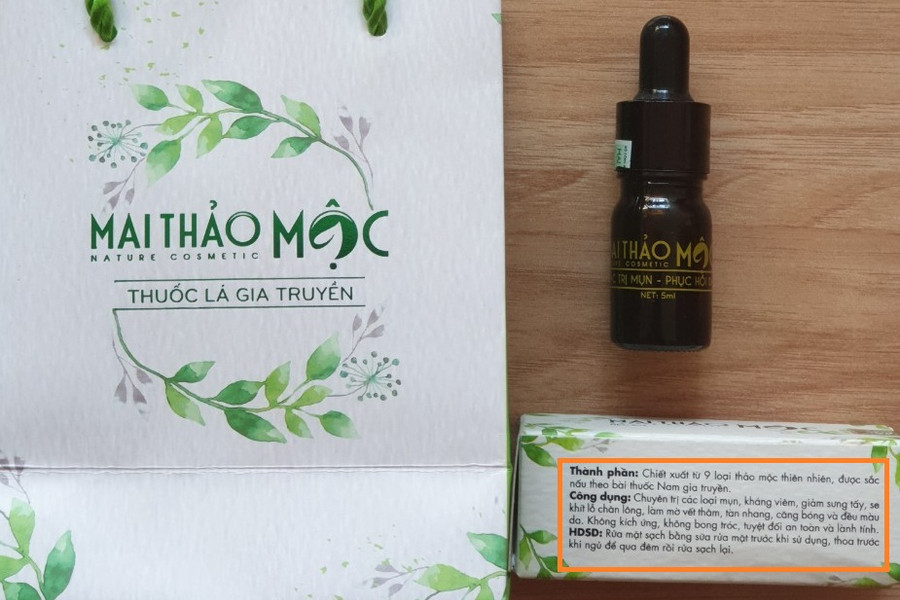 MAI THẢO MỘC
NATURE COSMETIC
THUỐC LÁ GIA TRUYỀN
MAI THẢO MỘC
NATURE COSMETIC
TRỊ MỤN - PHỤC HỒI
NET: 5ml
MAI THẢO MỘC
Thành phần: Chiết xuất từ 9 loại thảo mộc thiên nhiên, được sắc
nấu theo bài thuốc Nam gia truyền.
Công dụng: Chuyên trị các loại mụn, kháng viêm, giảm sưng tấy, se
khít lỗ chân lông, làm mờ vết thâm, tàn nhang, căng bóng và đều màu
da. Không kích ứng, không bong tróc, tuyệt đối an toàn và lành tính.
HDSD: Rửa mặt sạch bằng sữa rửa mặt trước khi sử dụng, thoa trước
khi ngủ để qua đêm rồi rửa sạch lại.